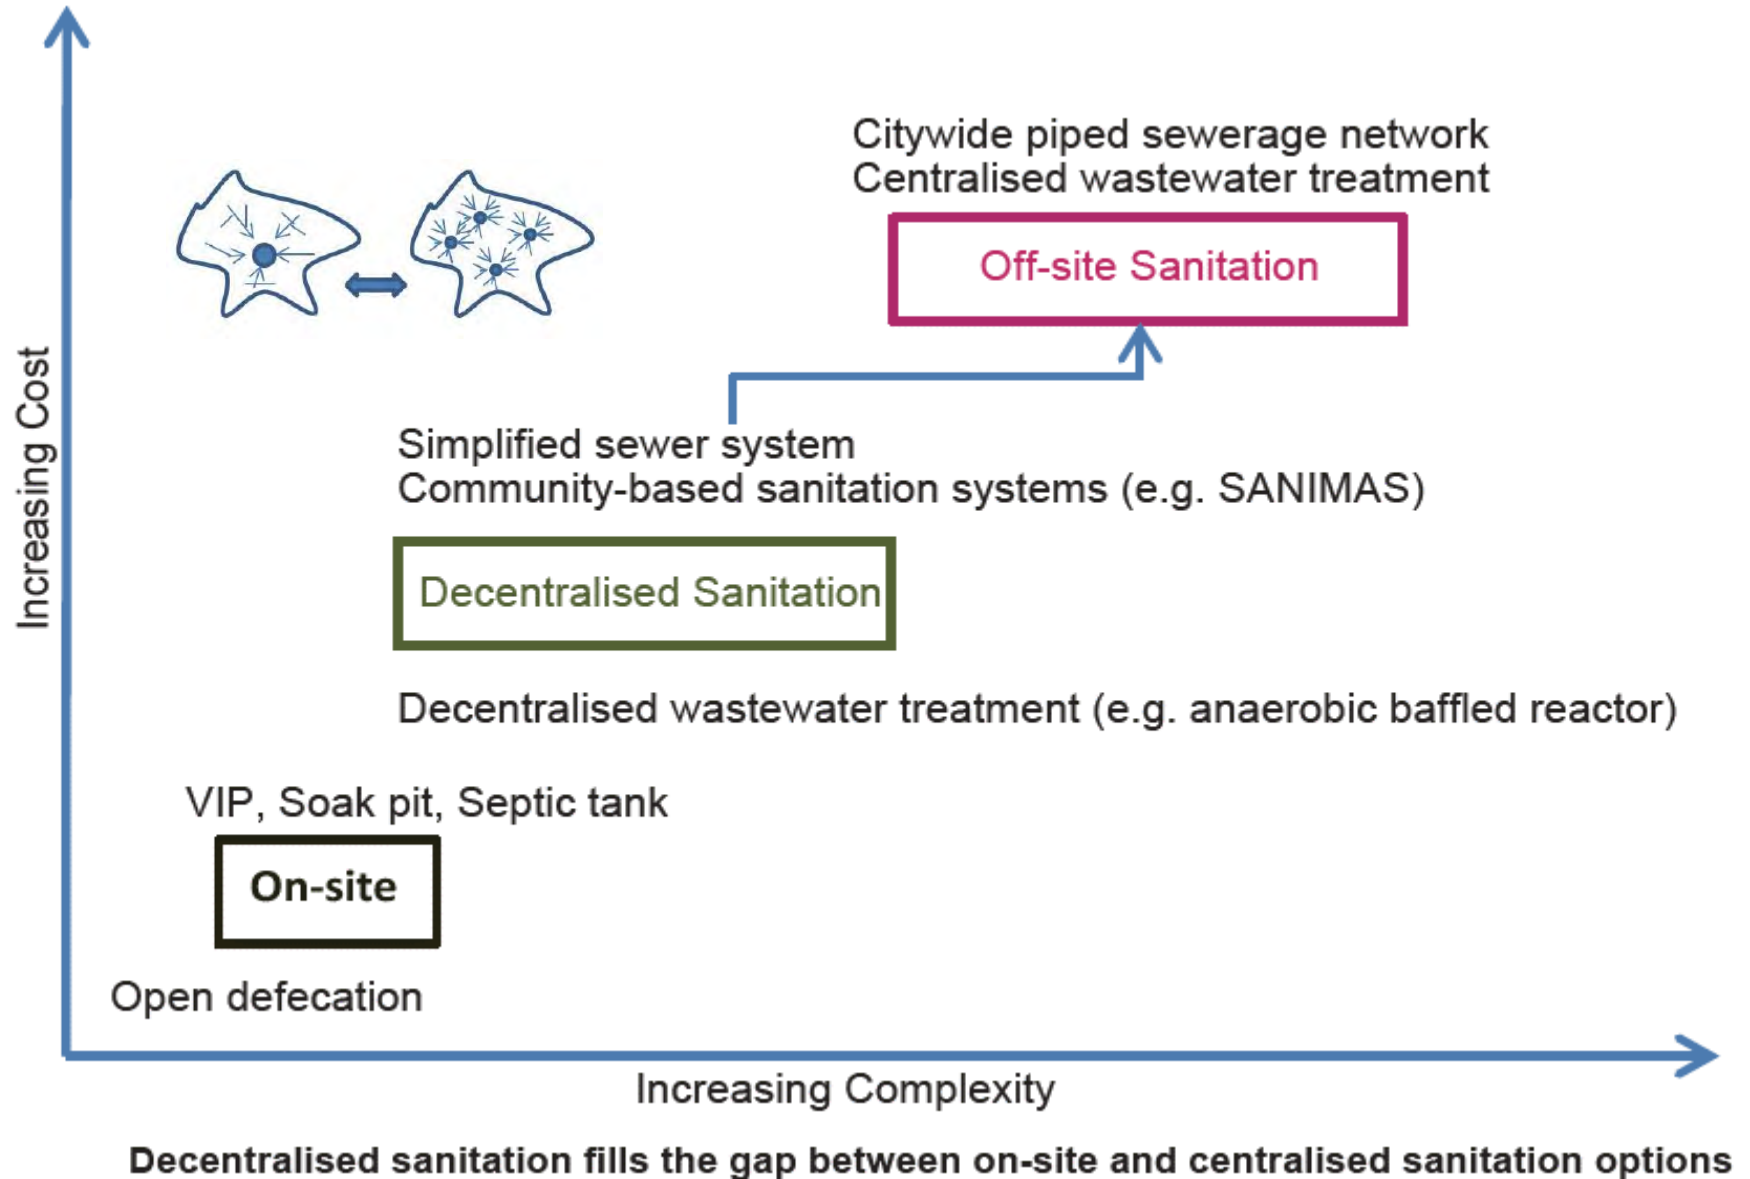 Citywide piped sewerage network
Centralised wastewater treatment
Off-site Sanitation
Increasing Cost
Simplified sewer system
Community-based sanitation systems (e.g. SANIMAS)
Decentralised Sanitation
Decentralised wastewater treatment (e.g. anaerobic baffled reactor)
VIP, Soak pit, Septic tank
On-site
Open defecation
Increasing Complexity
Decentralised sanitation fills the gap between on-site and centralised sanitation options